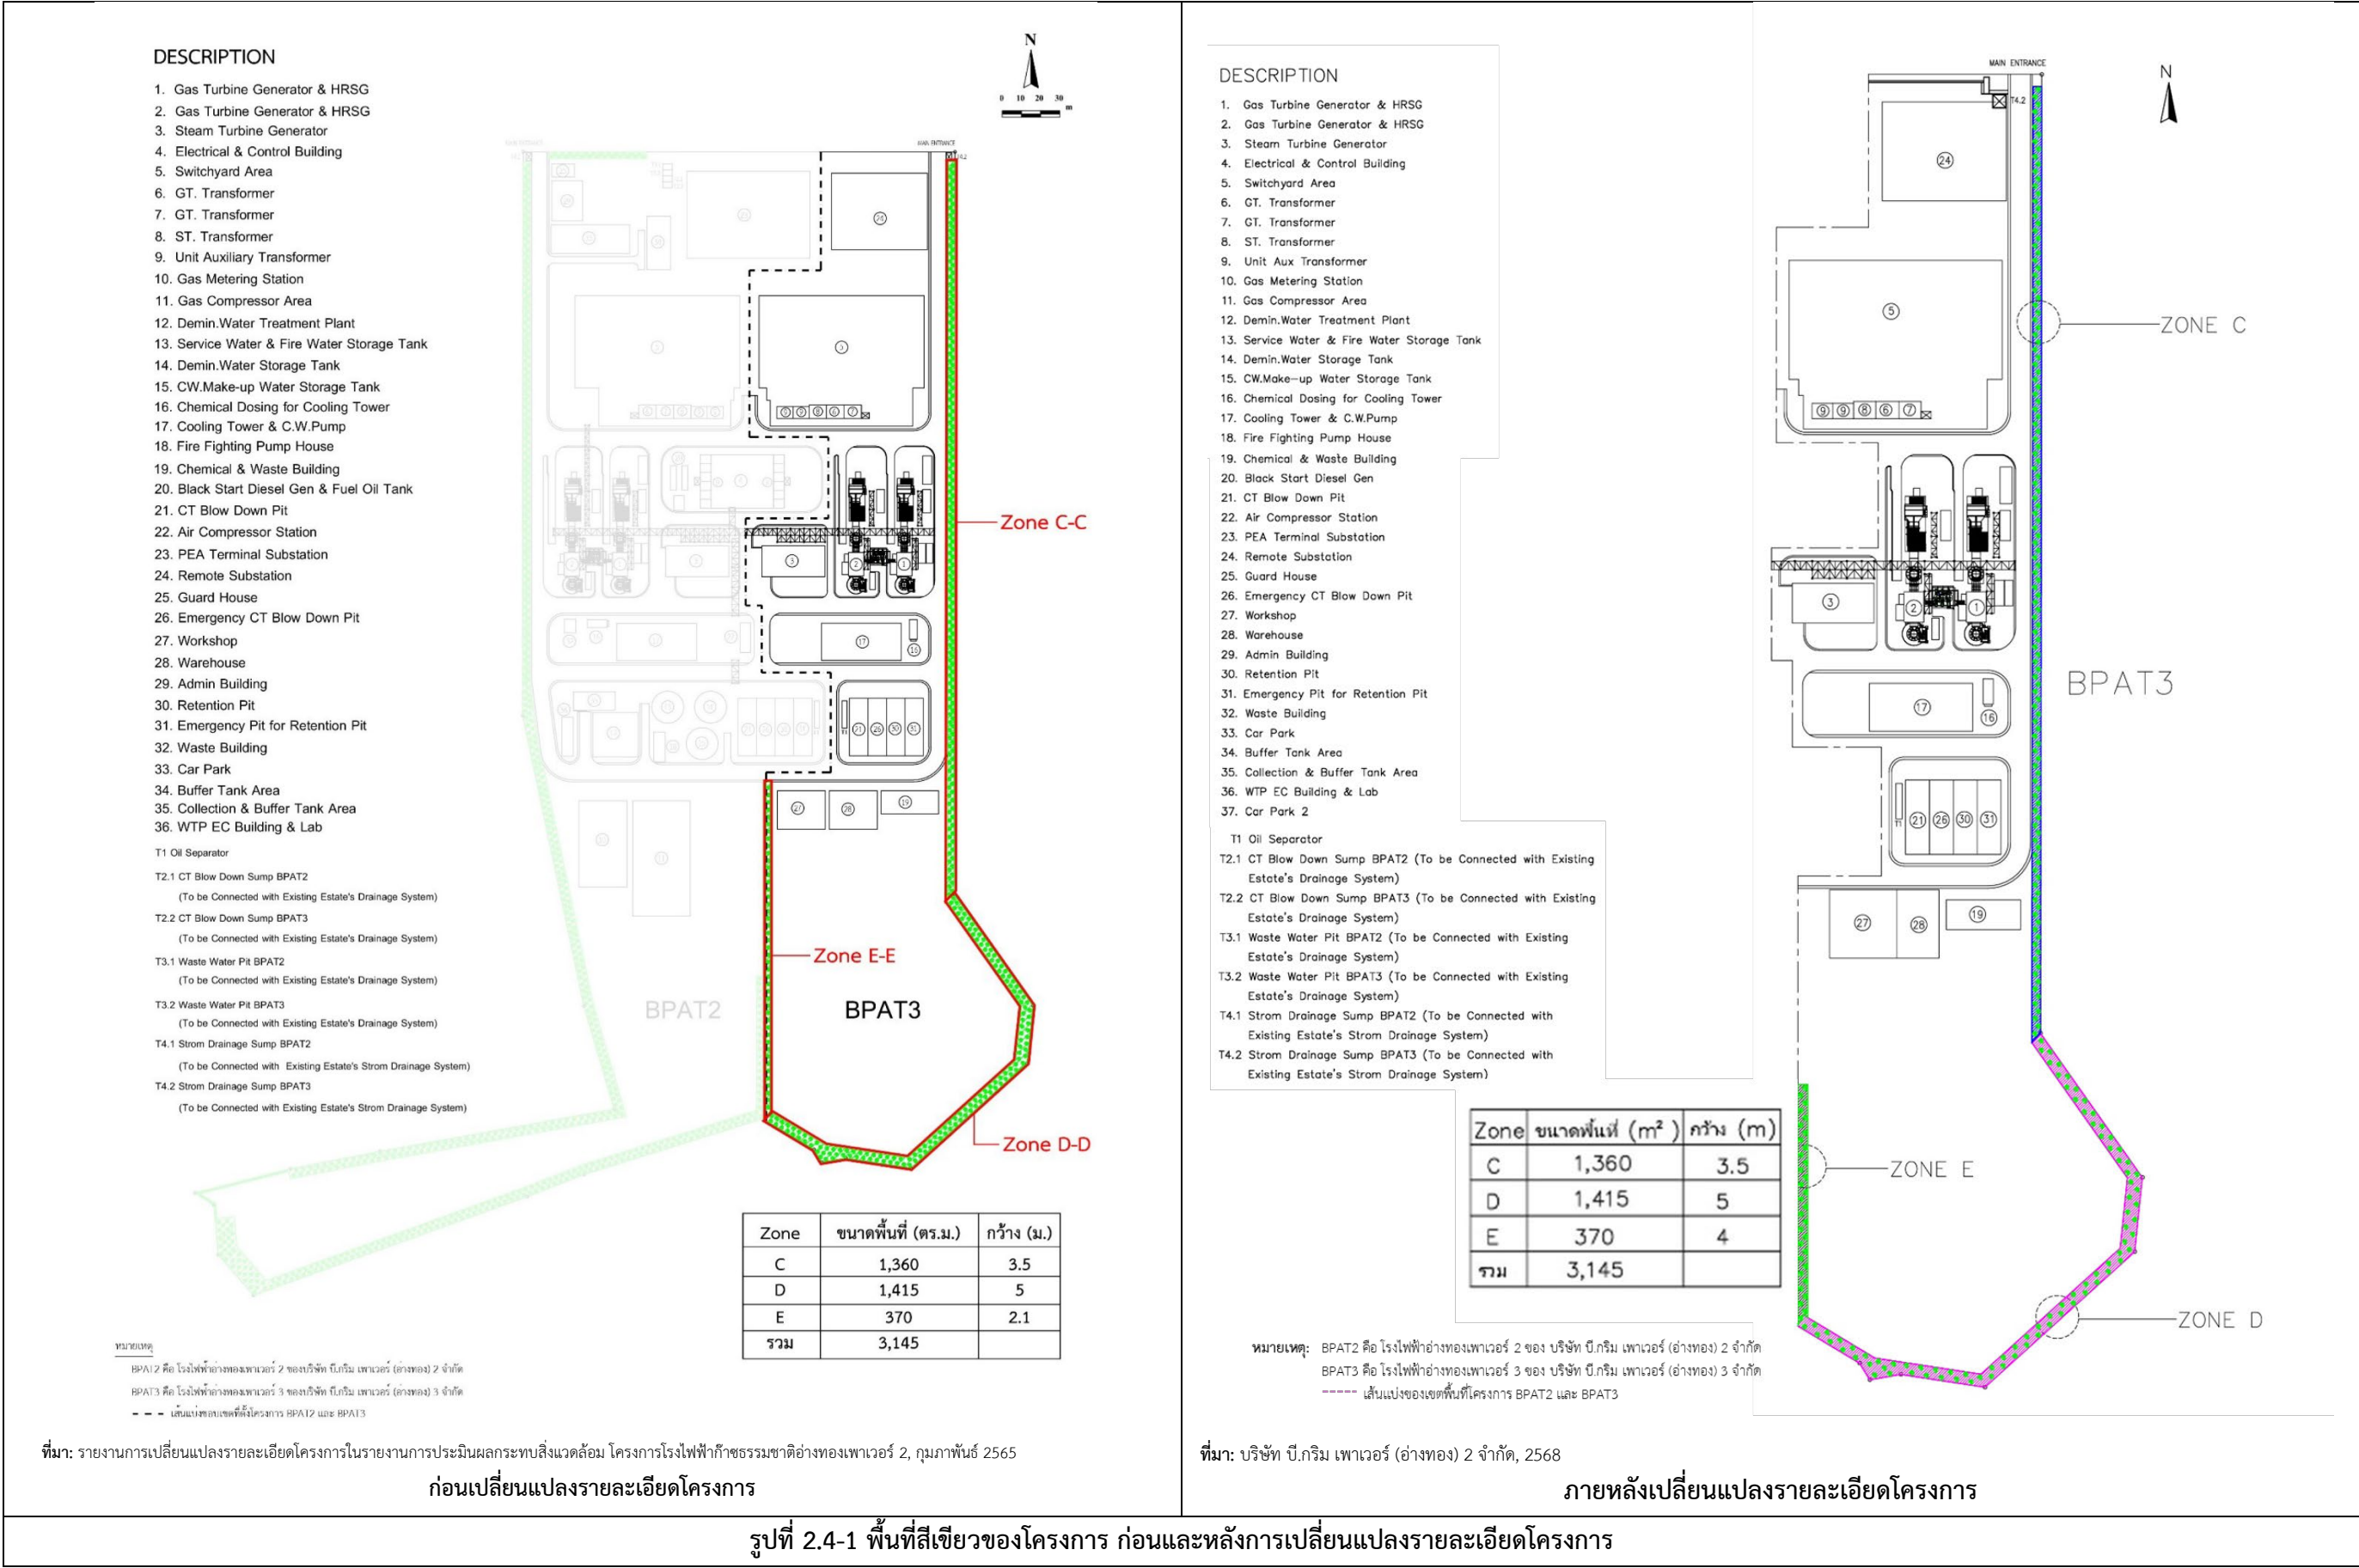 DESCRIPTION
1. Gas Turbine Generator & HRSG
2. Gas Turbine Generator & HRSG
3. Steam Turbine Generator
4. Electrical & Control Building
5. Switchyard Area
6. GT. Transformer
7. GT. Transformer
8. ST. Transformer
9. Unit Auxiliary Transformer
10. Gas Metering Station
11. Gas Compressor Area
12. Demin.Water Treatment Plant
13. Service Water & Fire Water Storage Tank
14. Demin.Water Storage Tank
15. CW.Make-up Water Storage Tank
16. Chemical Dosing for Cooling Tower
17. Cooling Tower & C.W.Pump
18. Fire Fighting Pump House
19. Chemical & Waste Building
20. Black Start Diesel Gen & Fuel Oil Tank
21. CT Blow Down Pit
22. Air Compressor Station
23. PEA Terminal Substation
24. Remote Substation
25. Guard House
26. Emergency CT Blow Down Pit
27. Workshop
28. Warehouse
29. Admin Building
30. Retention Pit
31. Emergency Pit for Retention Pit
32. Waste Building
33. Car Park
34. Buffer Tank Area
35. Collection & Buffer Tank Area
36. WTP EC Building & Lab
T1 Oil Separator
T2.1 CT Blow Down Sump BPAT2
(To be Connected with Existing Estate's Drainage System)
T2.2 CT Blow Down Sump BPAT3
(To be Connected with Existing Estate's Drainage System)
T3.1 Waste Water Pit BPAT2
(To be Connected with Existing Estate's Drainage System)
T3.2 Waste Water Pit BPAT3
(To be Connected with Existing Estate's Drainage System)
T4.1 Strom Drainage Sump BPAT2
(To be Connected with Existing Estate's Strom Drainage System)
T4.2 Strom Drainage Sump BPAT3
(To be Connected with Existing Estate's Strom Drainage System)
N
0 10 20 30 m
MAIN ENTRANCE
24
5
9 9 8 6 7
3 2 1
17
16
T1 21 26 30 31
27 28 19
Zone C-C
Zone E-E
BPAT2
BPAT3
Zone D-D
Zone ขนาดพื้นที่ (ตร.ม.) กว้าง (ม.)
C 1,360 3.5
D 1,415 5
E 370 2.1
รวม 3,145
หมายเหตุ
BPAT2 คือ โรงไฟฟ้าอ่างทองเพาเวอร์ 2 ของบริษัท บี.กริม เพาเวอร์ (อ่างทอง) 2 จำกัด
BPAT3 คือ โรงไฟฟ้าอ่างทองเพาเวอร์ 3 ของบริษัท บี.กริม เพาเวอร์ (อ่างทอง) 3 จำกัด
เส้นแบ่งขอบเขตที่ตั้งโครงการ BPAT2 และ BPAT3
ที่มา: รายงานการเปลี่ยนแปลงรายละเอียดโครงการในรายงานการประเมินผลกระทบสิ่งแวดล้อม โครงการโรงไฟฟ้าก๊าซธรรมชาติอ่างทองเพาเวอร์ 2, กุมภาพันธ์ 2565
ก่อนเปลี่ยนแปลงรายละเอียดโครงการ
DESCRIPTION
1. Gas Turbine Generator & HRSG
2. Gas Turbine Generator & HRSG
3. Steam Turbine Generator
4. Electrical & Control Building
5. Switchyard Area
6. GT. Transformer
7. GT. Transformer
8. ST. Transformer
9. Unit Aux Transformer
10. Gas Metering Station
11. Gas Compressor Area
12. Demin.Water Treatment Plant
13. Service Water & Fire Water Storage Tank
14. Demin.Water Storage Tank
15. CW.Make-up Water Storage Tank
16. Chemical Dosing for Cooling Tower
17. Cooling Tower & C.W.Pump
18. Fire Fighting Pump House
19. Chemical & Waste Building
20. Black Start Diesel Gen
21. CT Blow Down Pit
22. Air Compressor Station
23. PEA Terminal Substation
24. Remote Substation
25. Guard House
26. Emergency CT Blow Down Pit
27. Workshop
28. Warehouse
29. Admin Building
30. Retention Pit
31. Emergency Pit for Retention Pit
32. Waste Building
33. Car Park
34. Buffer Tank Area
35. Collection & Buffer Tank Area
36. WTP EC Building & Lab
37. Car Park 2
T1 Oil Separator
T2.1 CT Blow Down Sump BPAT2 (To be Connected with Existing
Estate's Drainage System)
T2.2 CT Blow Down Sump BPAT3 (To be Connected with Existing
Estate's Drainage System)
T3.1 Waste Water Pit BPAT2 (To be Connected with Existing
Estate's Drainage System)
T3.2 Waste Water Pit BPAT3 (To be Connected with Existing
Estate's Drainage System)
T4.1 Strom Drainage Sump BPAT2 (To be Connected with
Existing Estate's Strom Drainage System)
T4.2 Strom Drainage Sump BPAT3 (To be Connected with
Existing Estate's Strom Drainage System)
MAIN ENTRANCE
N
T4.2
24
5
ZONE C
9 9 8 6 7
3 2 1
BPAT3
17
16
T1 21 26 30 31
27 28 19
ZONE E
ZONE D
Zone ขนาดพื้นที่ (m²) กว้าง (m)
C 1,360 3.5
D 1,415 5
E 370 4
รวม 3,145
หมายเหตุ: BPAT2 คือ โรงไฟฟ้าอ่างทองเพาเวอร์ 2 ของ บริษัท บี.กริม เพาเวอร์ (อ่างทอง) 2 จำกัด
BPAT3 คือ โรงไฟฟ้าอ่างทองเพาเวอร์ 3 ของ บริษัท บี.กริม เพาเวอร์ (อ่างทอง) 3 จำกัด
เส้นแบ่งของเขตพื้นที่โครงการ BPAT2 และ BPAT3
ที่มา: บริษัท บี.กริม เพาเวอร์ (อ่างทอง) 2 จำกัด, 2568
ภายหลังเปลี่ยนแปลงรายละเอียดโครงการ
รูปที่ 2.4-1 พื้นที่สีเขียวของโครงการ ก่อนและหลังการเปลี่ยนแปลงรายละเอียดโครงการ